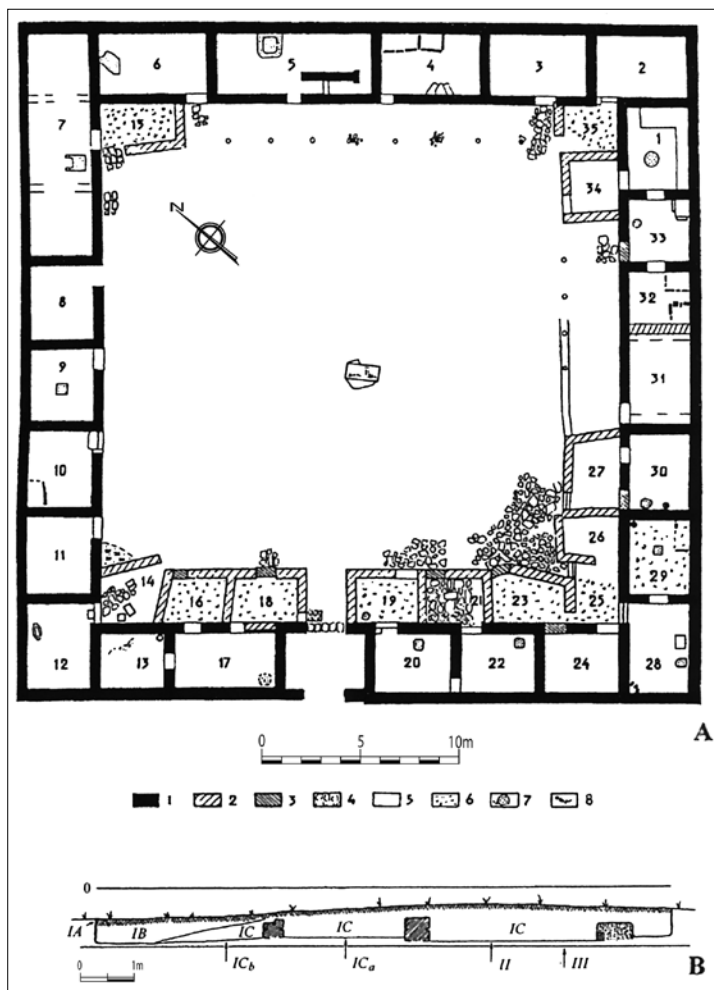 6 5 4 3 2
7 15 35 1
34
N 33
8 32
9 31
10 27 30
11 26
14 29
16 18 19 21 23 25
12 13 17 20 22 24 28
A
0 5 10m
1 2 3 4 5 6 7 8
0
IA IB IC IC IC
0 1m ICb ICa II III B